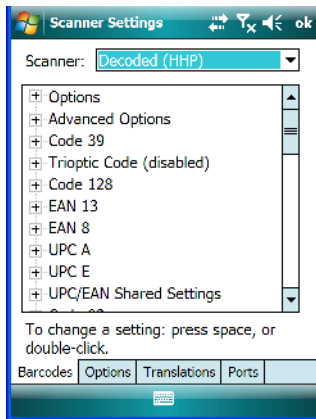 Scanner Settings ok
Scanner: Decoded (HHP)
Options
Advanced Options
Code 39
Trioptic Code (disabled)
Code 128
EAN 13
EAN 8
UPC A
UPC E
UPC/EAN Shared Settings
To change a setting: press space, or
double-click.
Barcodes Options Translations Ports